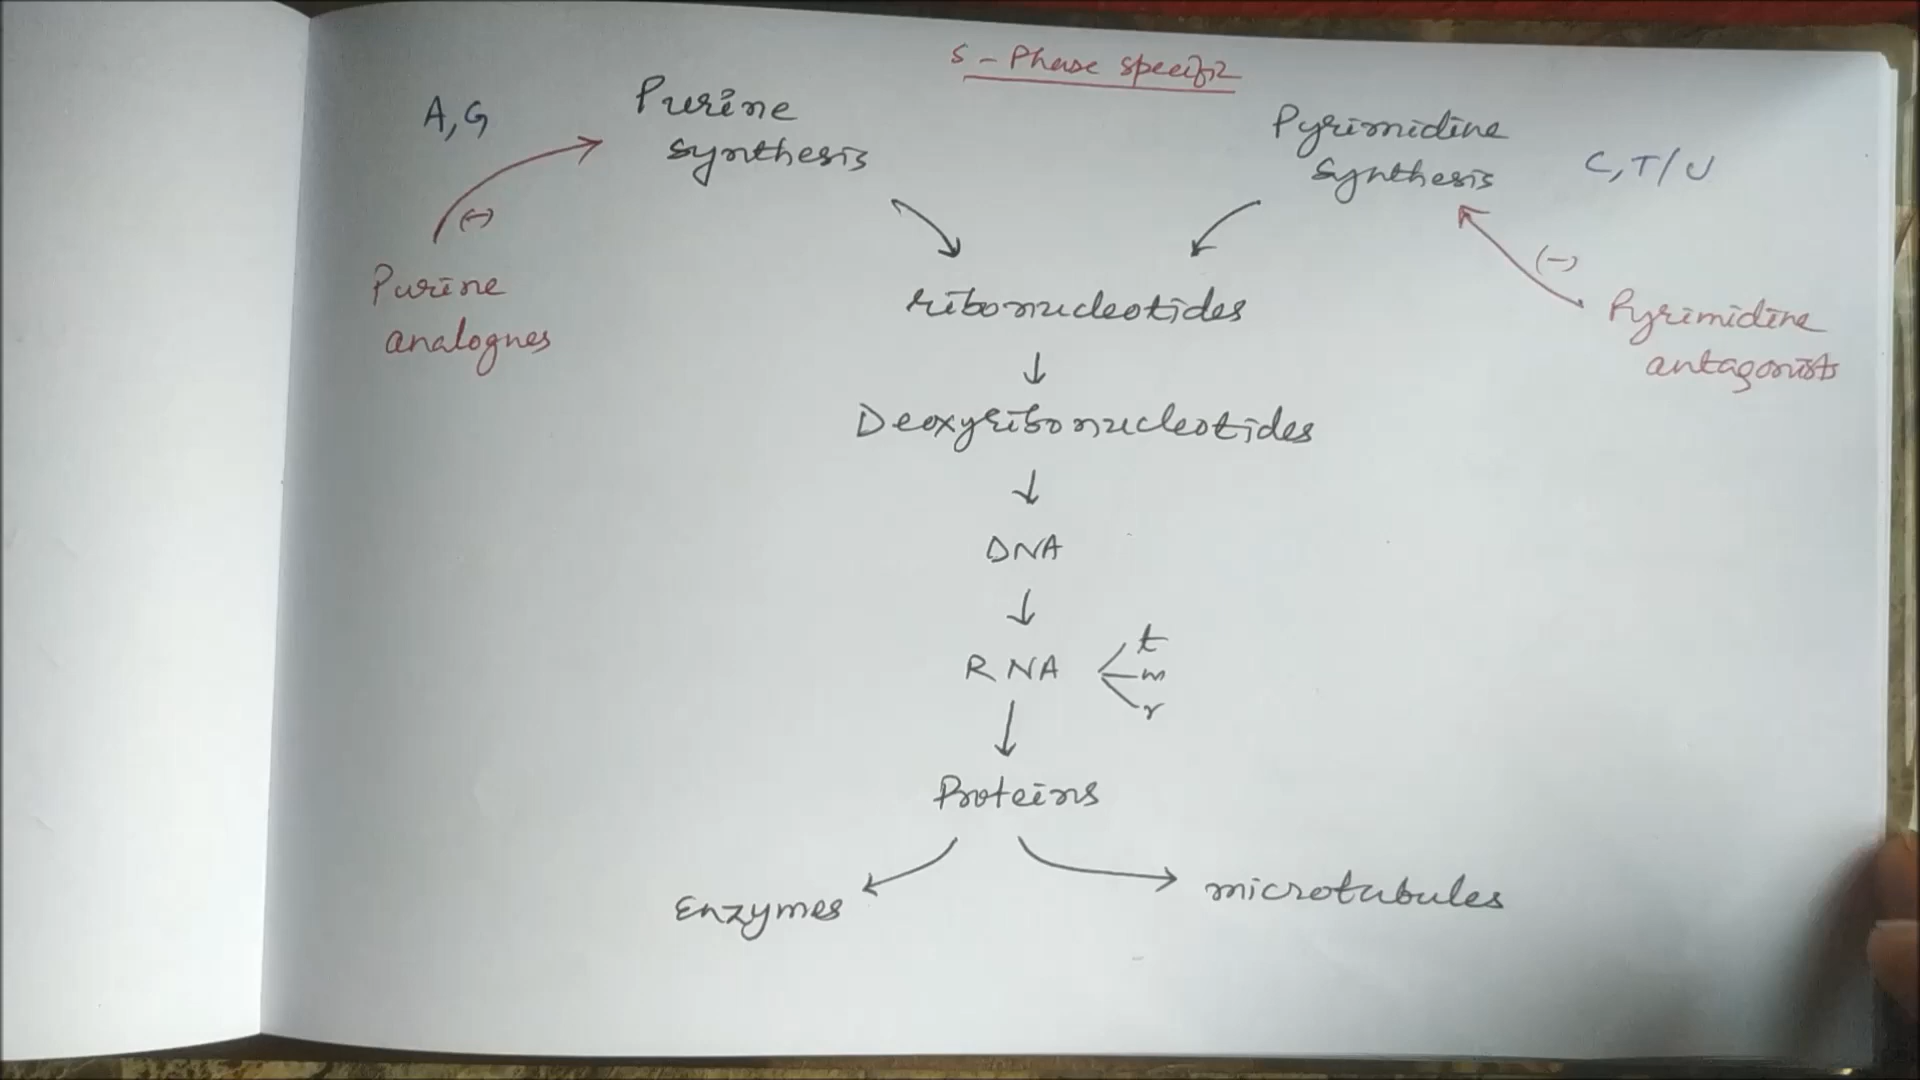 S - Phase specific
A, G
Purine
synthesis
Pyrimidine
synthesis
C, T/U
(-)
(-)
Purine
analogues
ribonucleotides
Pyrimidine
antagonists
↓
Deoxyribonucleotides
↓
DNA
↓
RNA
t
m
r
Proteins
Enzymes
microtubules